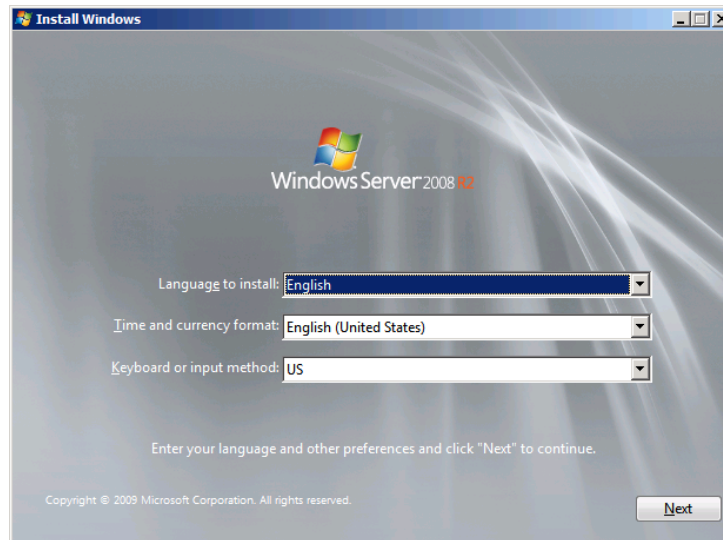 Install Windows
Windows Server 2008 R2
Language to install: English
Time and currency format: English (United States)
Keyboard or input method: US
Enter your language and other preferences and click "Next" to continue.
Copyright © 2009 Microsoft Corporation. All rights reserved.
Next